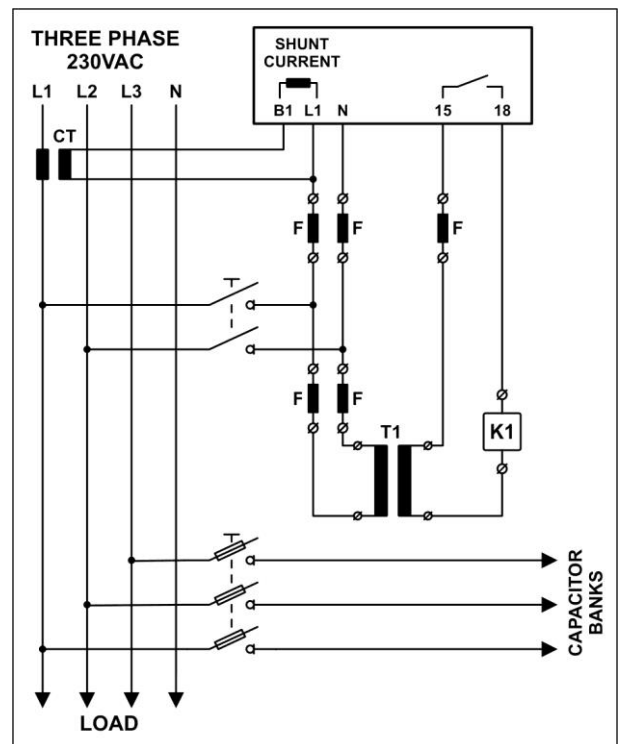 THREE PHASE
230VAC
L1 L2 L3 N
SHUNT
CURRENT
B1 L1 N 15 18
CT
F F F
F F
T1
K1
CAPACITOR
BANKS
LOAD